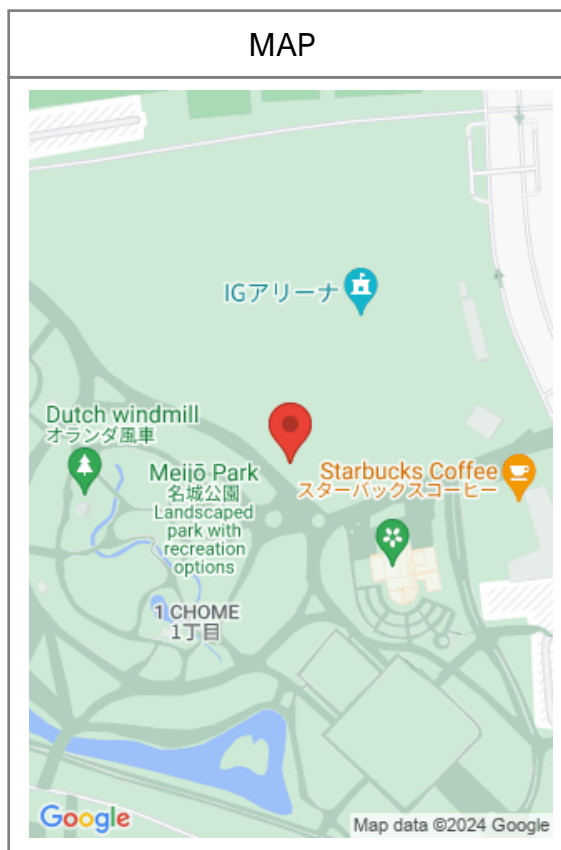 MAP
IGアリーナ
Dutch windmill
オランダ風車
Meijō Park
名城公園
Landscaped
park with
recreation
options
Starbucks Coffee
スターバックスコーヒー
1 CHOME
1丁目
Google
Map data ©2024 Google